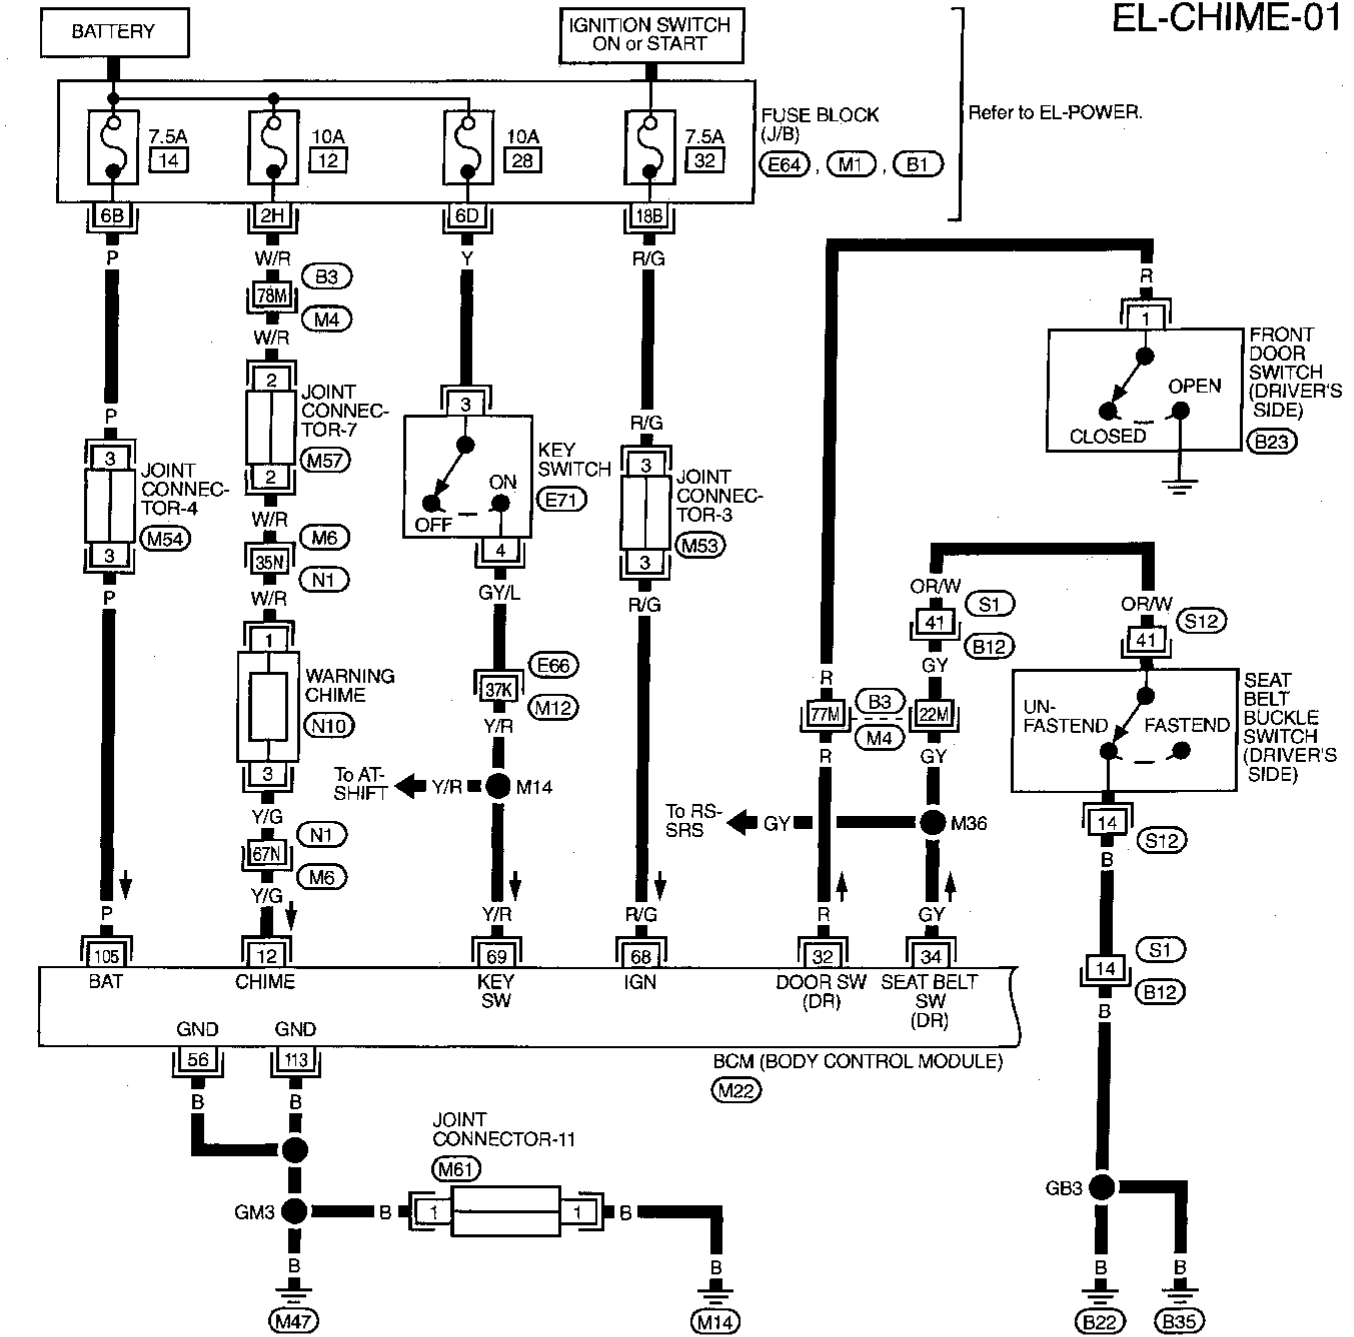 EL-CHIME-01
BATTERY
IGNITION SWITCH
ON or START
7.5A
14
10A
12
10A
28
7.5A
32
FUSE BLOCK
(J/B)
E64 , M1 , B1
Refer to EL-POWER.
6B
2H
6D
18B
P
W/R
Y
R/G
B3
78M
M4
W/R
2
JOINT
CONNEC-
TOR-7
M57
2
W/R
M6
35N
N1
W/R
1
WARNING
CHIME
N10
3
Y/G
N1
67N
M6
Y/G
P
3
JOINT
CONNEC-
TOR-4
M54
3
P
P
3
KEY
SWITCH
E71
ON
OFF
4
GY/L
E66
37K
M12
Y/R
To AT-
SHIFT
Y/R
M14
Y/R
R/G
3
JOINT
CONNEC-
TOR-3
M53
3
R/G
R/G
R
1
FRONT
DOOR
SWITCH
(DRIVER'S
SIDE)
B23
OPEN
CLOSED
OR/W
S1
41
B12
GY
OR/W
S12
41
SEAT
BELT
BUCKLE
SWITCH
(DRIVER'S
SIDE)
UN-
FASTEND
FASTEND
14
S12
B
R
77M
B3
M4
22M
R
GY
To RS-
SRS
GY
M36
R
GY
S1
14
B12
B
105
12
69
68
32
34
BAT
CHIME
KEY
SW
IGN
DOOR SW
(DR)
SEAT BELT
SW
(DR)
GND
GND
56
113
BCM (BODY CONTROL MODULE)
M22
B
B
JOINT
CONNECTOR-11
M61
GM3
B
1
1
B
B
B
M47
M14
GB3
B
B
B22
B35